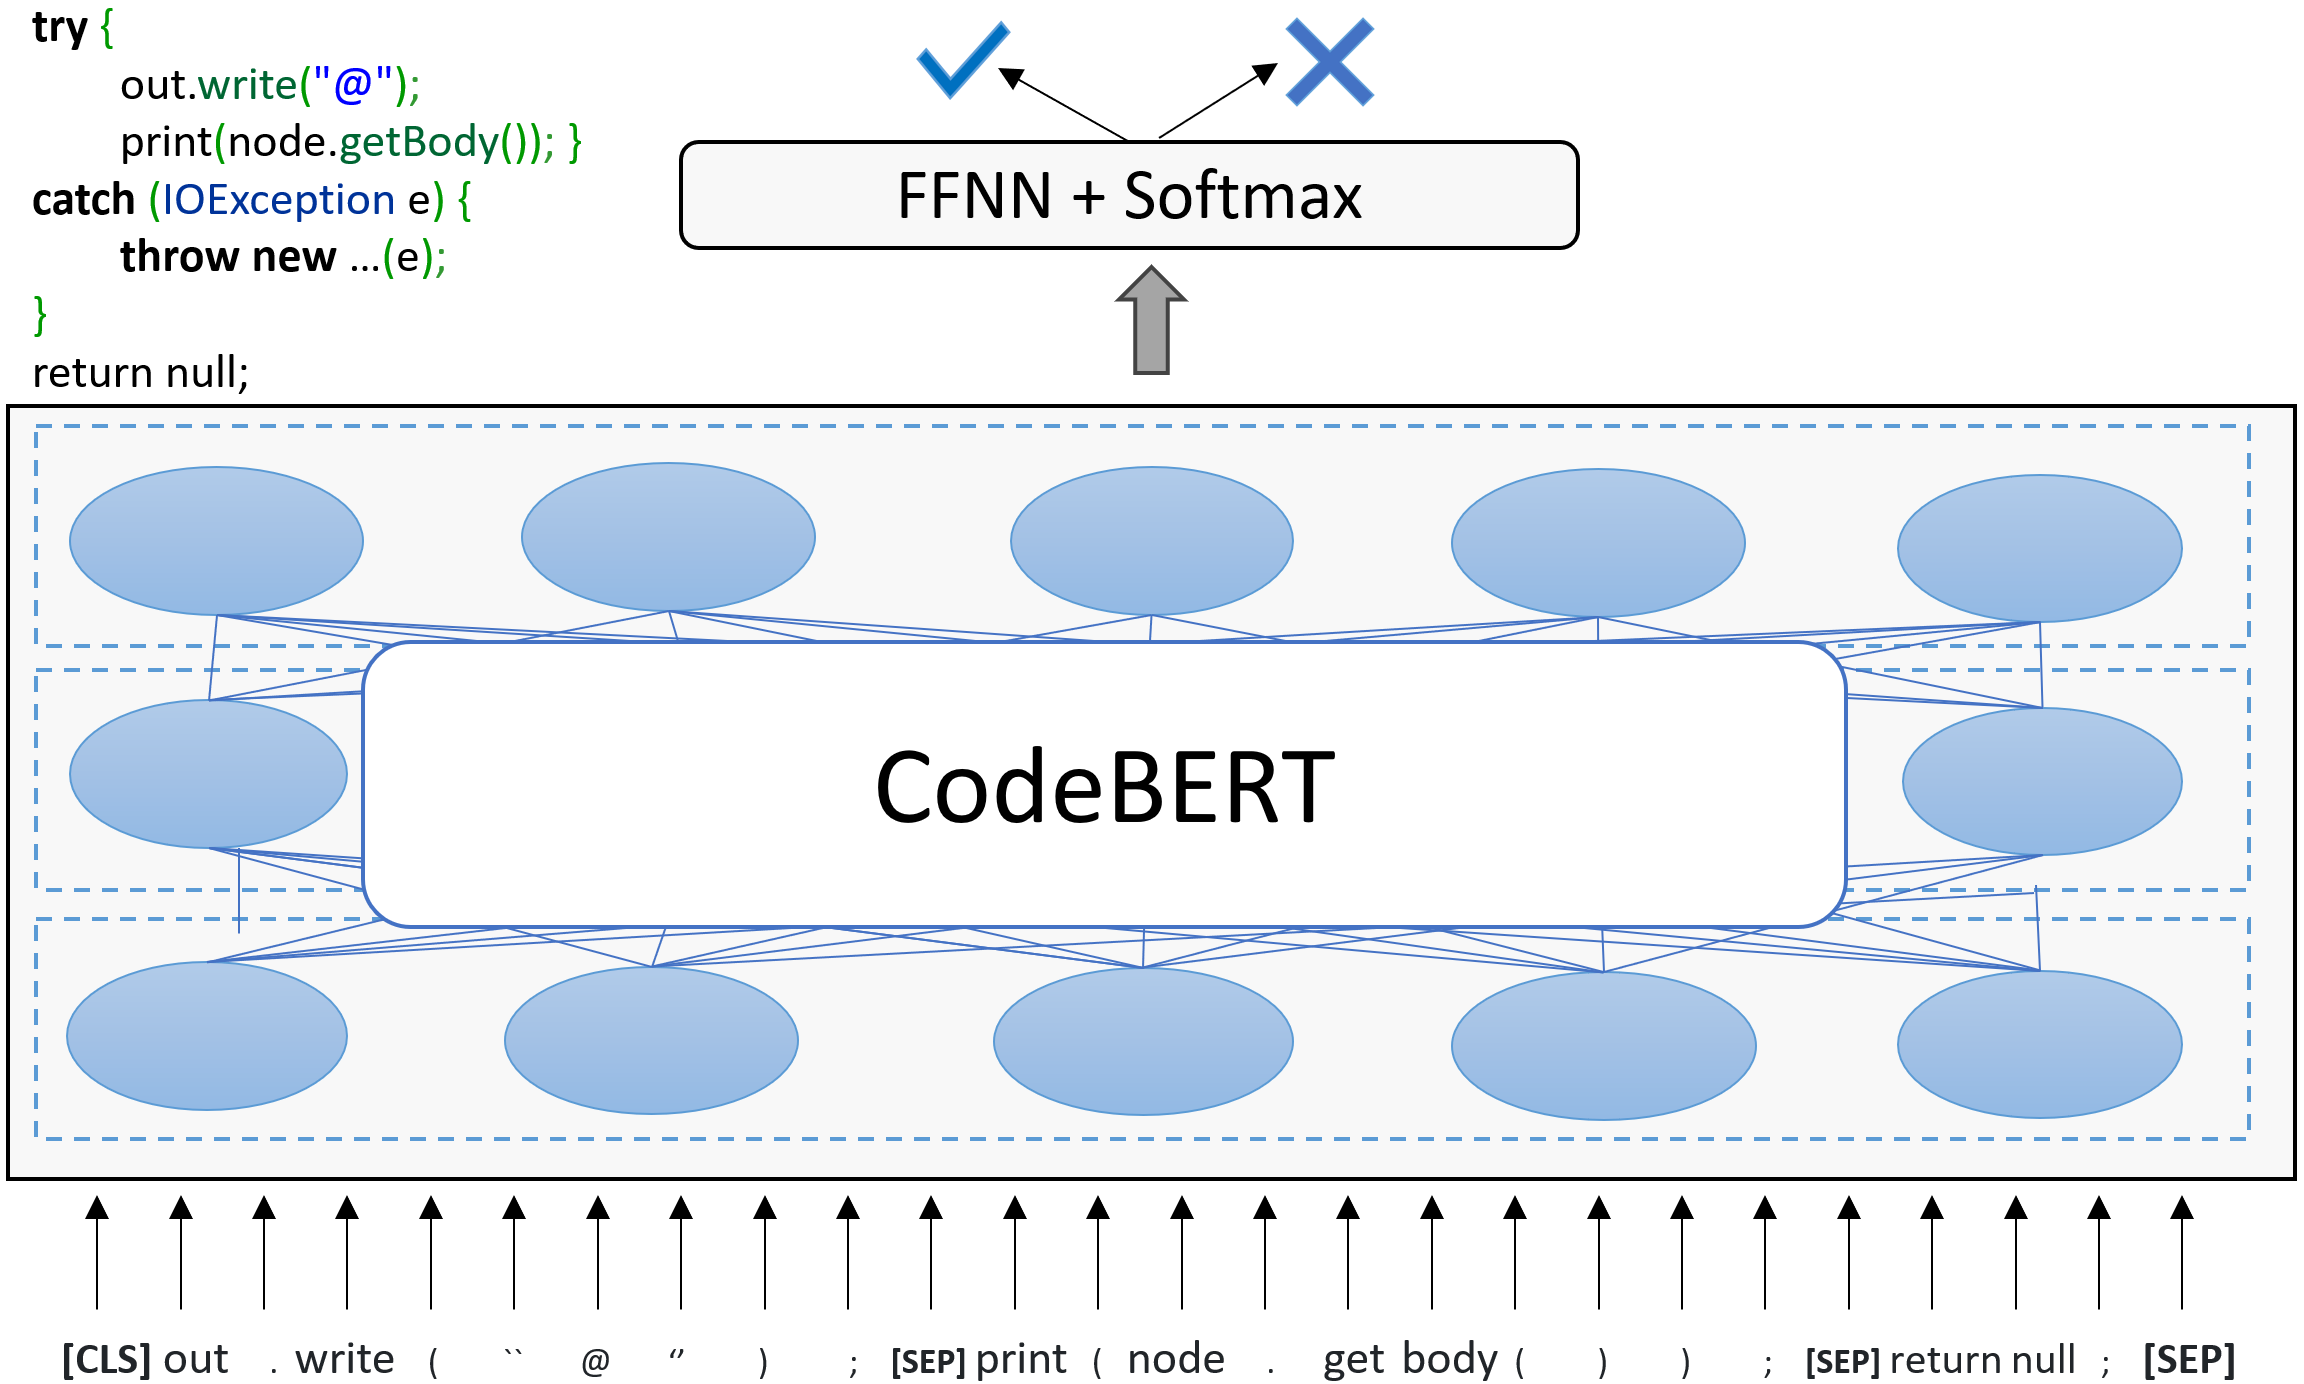 try {
out.write("@");
print(node.getBody()); }
catch (IOException e) {
throw new ...(e);
}
return null;
FFNN + Softmax
CodeBERT
[CLS] out . write ( `` @ ‘’ ) ; [SEP] print ( node . get body ( ) ) ; [SEP] return null ; [SEP]